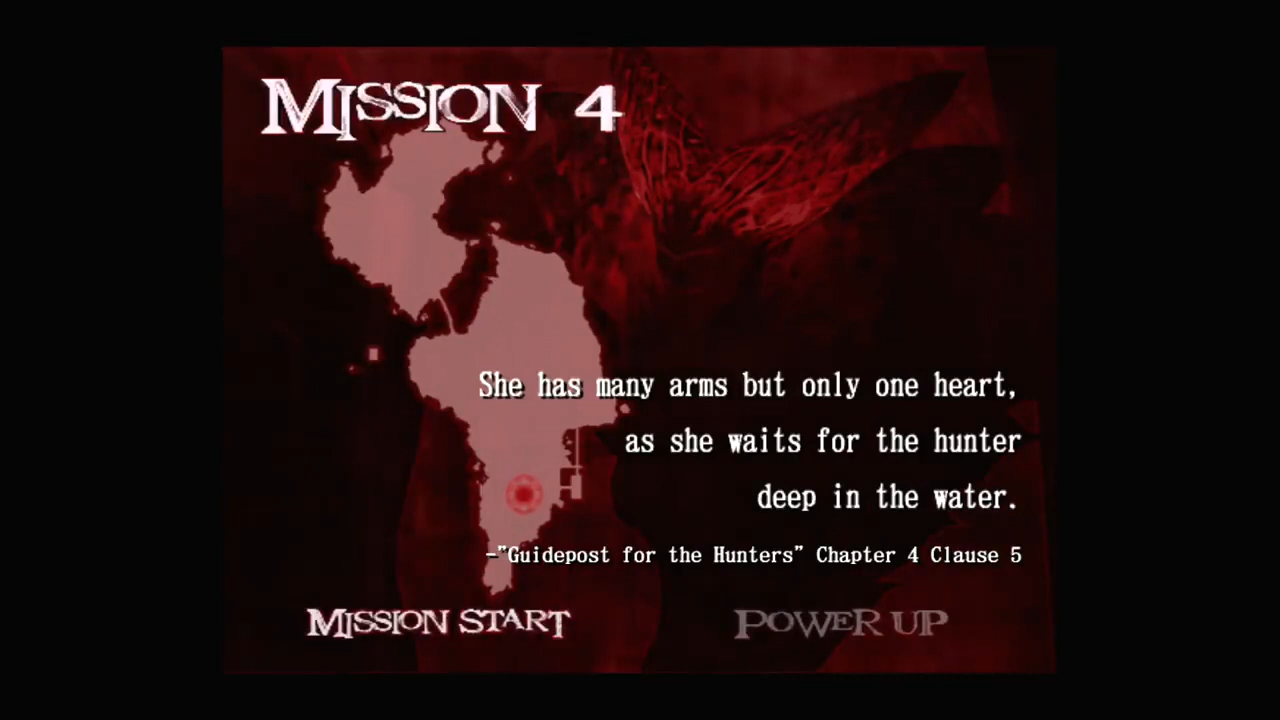 MISSION 4
She has many arms but only one heart,
as she waits for the hunter
deep in the water.
-"Guidepost for the Hunters" Chapter 4 Clause 5
MISSION START
POWER UP